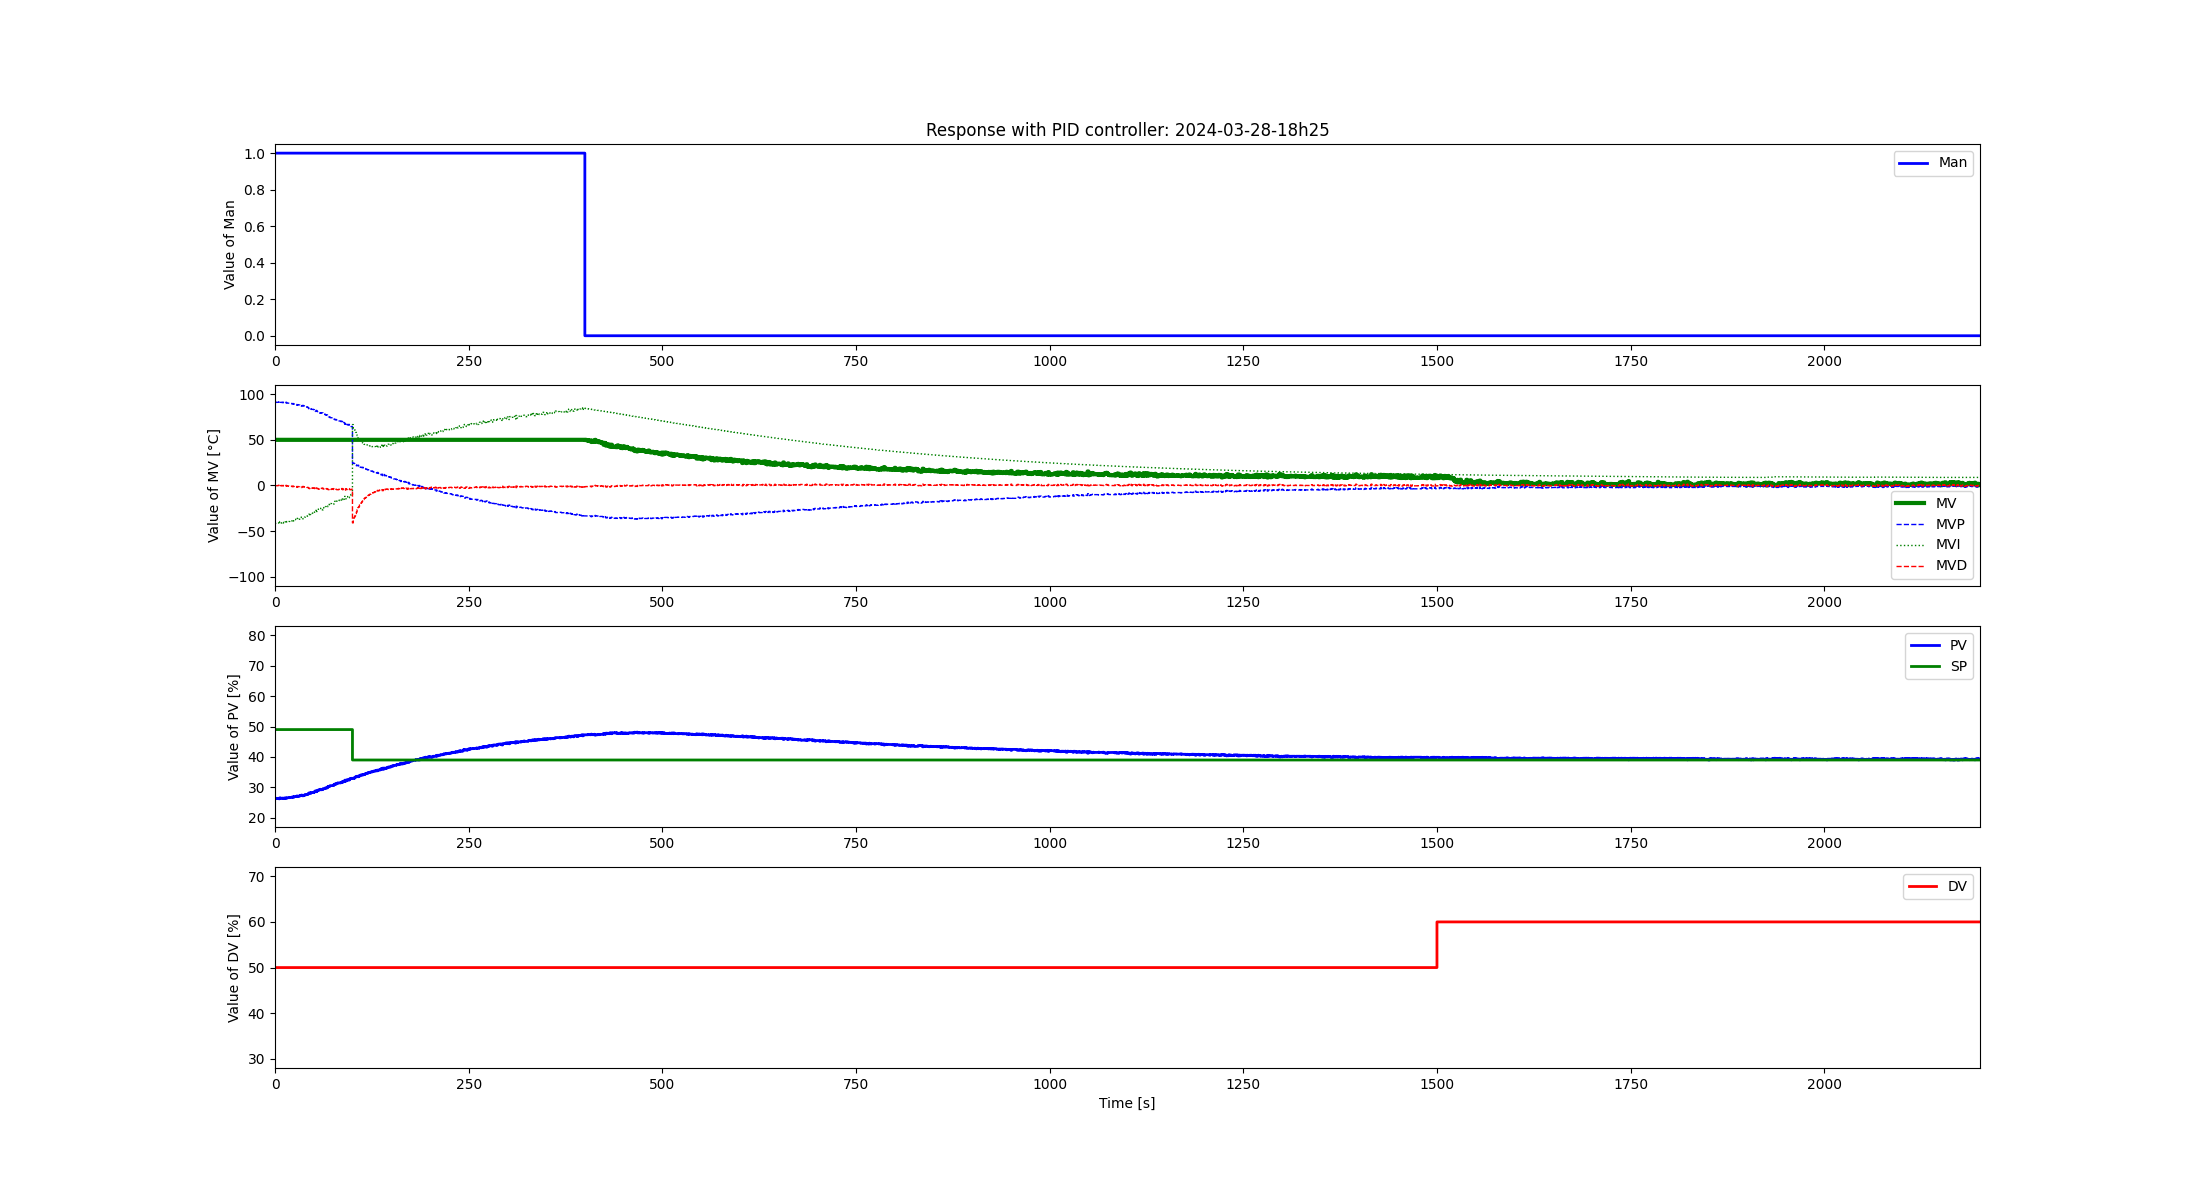 Response with PID controller: 2024-03-28-18h25
Value of Man
1.0
0.8
0.6
0.4
0.2
0.0
Man
0 250 500 750 1000 1250 1500 1750 2000
Value of MV [°C]
100
50
0
−50
−100
MV
MVP
MVI
MVD
0 250 500 750 1000 1250 1500 1750 2000
Value of PV [%]
80
70
60
50
40
30
20
PV
SP
0 250 500 750 1000 1250 1500 1750 2000
Value of DV [%]
70
60
50
40
30
DV
0 250 500 750 1000 1250 1500 1750 2000
Time [s]